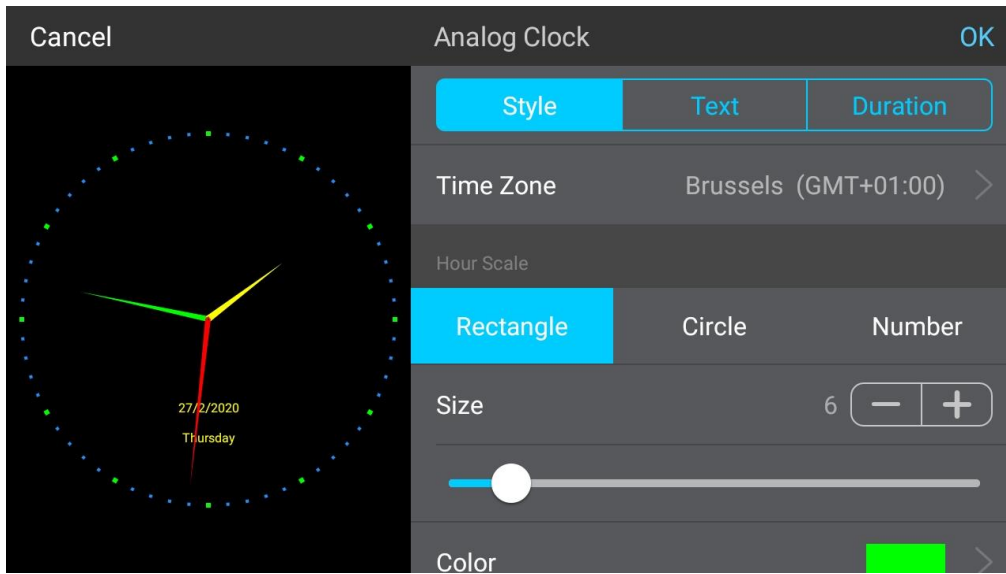 Cancel
Analog Clock
OK
Style
Text
Duration
Time Zone
Brussels (GMT+01:00)
Hour Scale
Rectangle
Circle
Number
Size
6
27/2/2020
Thursday
Color